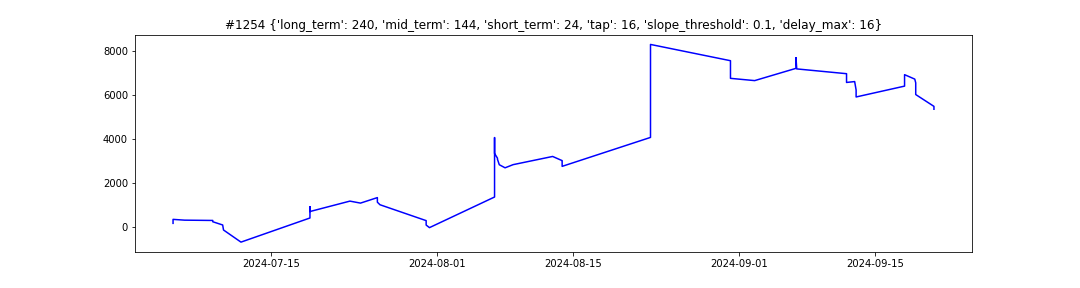 #1254 {'long_term': 240, 'mid_term': 144, 'short_term': 24, 'tap': 16, 'slope_threshold': 0.1, 'delay_max': 16}
8000
6000
4000
2000
0
2024-07-15 2024-08-01 2024-08-15 2024-09-01 2024-09-15